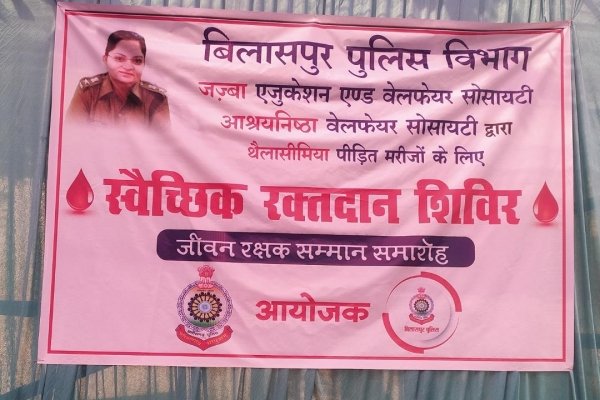 बिलासपुर पुलिस विभाग
जज़्बा एजुकेशन एण्ड वेलफेयर सोसायटी
आश्रयनिष्ठा वेलफेयर सोसायटी द्वारा
थैलासीमिया पीड़ित मरीजों के लिए
स्वैच्छिक रक्तदान शिविर
जीवन रक्षक सम्मान समारोह
आयोजक
बिलासपुर पुलिस